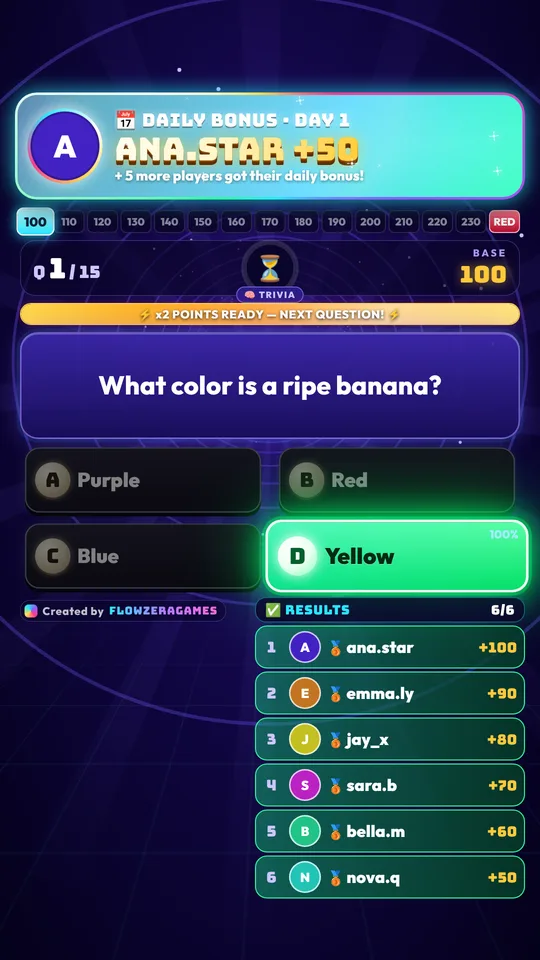 July
17
DAILY BONUS • DAY 1
A
ANA.STAR +50
+ 5 more players got their daily bonus!
100 110 120 130 140 150 160 170 180 190 200 210 220 230 RED
Q 1 / 15
BASE
100
TRIVIA
⚡ x2 POINTS READY — NEXT QUESTION! ⚡
What color is a ripe banana?
A Purple
B Red
C Blue
D Yellow
100%
Created by FLOWZERAGAMES
✅ RESULTS 6/6
1 A ana.star +100
2 E emma.ly +90
3 J jay_x +80
4 S sara.b +70
5 B bella.m +60
6 N nova.q +50